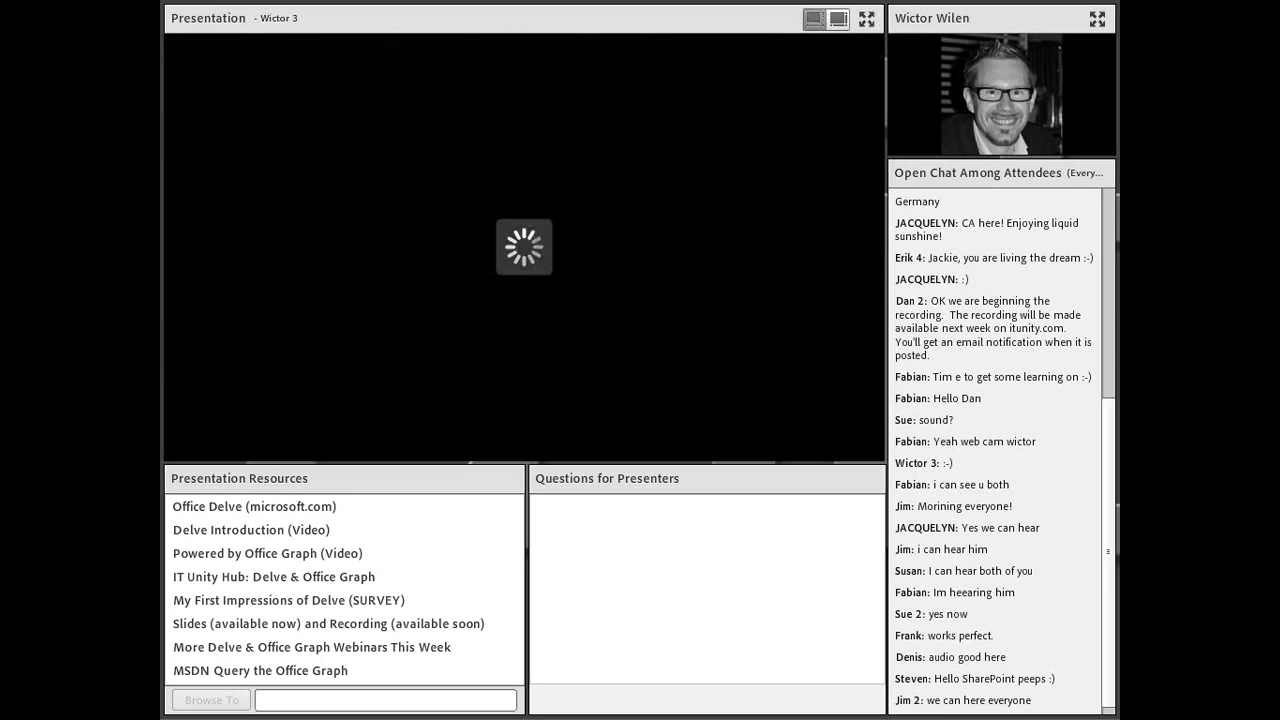 Presentation - Wictor 3
Wictor Wilen
Open Chat Among Attendees (Every...
Germany
JACQUELYN: CA here! Enjoying liquid
sunshine!
Erik 4: Jackie, you are living the dream :-)
JACQUELYN: :)
Dan 2: OK we are beginning the
recording. The recording will be made
available next week on itunity.com.
You'll get an email notification when it is
posted.
Fabian: Tim e to get some learning on :-)
Fabian: Hello Dan
Sue: sound?
Fabian: Yeah web cam wictor
Wictor 3: :-)
Fabian: i can see u both
Jim: Morining everyone!
JACQUELYN: Yes we can hear
Jim: i can hear him
Susan: I can hear both of you
Fabian: Im heearing him
Sue 2: yes now
Frank: works perfect.
Denis: audio good here
Steven: Hello SharePoint peeps :)
Jim 2: we can here everyone
Presentation Resources
Office Delve (microsoft.com)
Delve Introduction (Video)
Powered by Office Graph (Video)
IT Unity Hub: Delve & Office Graph
My First Impressions of Delve (SURVEY)
Slides (available now) and Recording (available soon)
More Delve & Office Graph Webinars This Week
MSDN Query the Office Graph
Browse To
Questions for Presenters